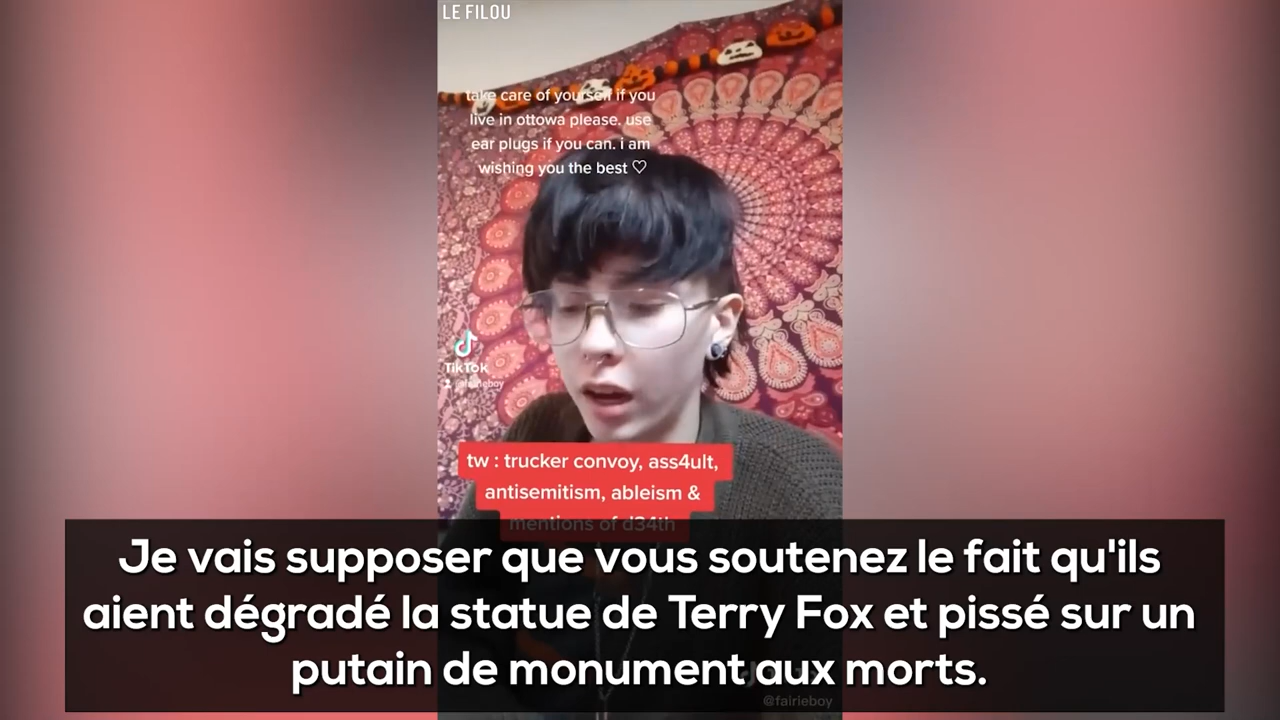 LE FILOU
take care of yourself if you
live in ottowa please. use
ear plugs if you can. i am
wishing you the best ♡
TikTok
@fairieboy
tw : trucker convoy, ass4ult,
antisemitism, ableism &
mentions of d34th
Je vais supposer que vous soutenez le fait qu'ils
aient dégradé la statue de Terry Fox et pissé sur un
putain de monument aux morts.
@fairieboy